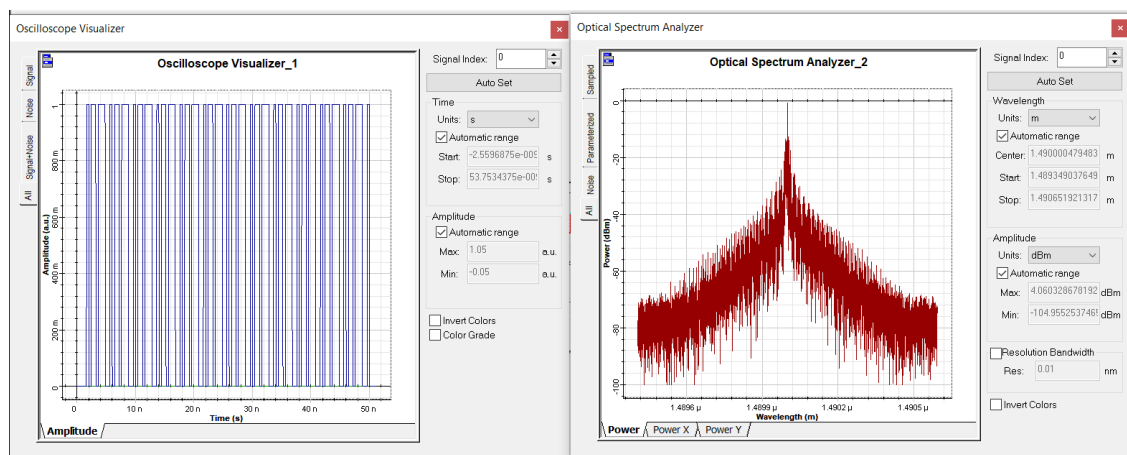 Oscilloscope Visualizer
Oscilloscope Visualizer_1
Signal
Noise
Signal+Noise
All
Amplitude (a.u.)
1
800 m
600 m
400 m
200 m
0
0 10 n 20 n 30 n 40 n 50 n
Time (s)
Amplitude
Signal Index: 0
Auto Set
Time
Units: s
Automatic range
Start: -2.5596875e-009 s
Stop: 53.7534375e-00 s
Amplitude
Automatic range
Max: 1.05 a.u.
Min: -0.05 a.u.
Invert Colors
Color Grade
Optical Spectrum Analyzer
Optical Spectrum Analyzer_2
Sampled
Parameterized
Noise
All
Power (dBm)
0
-20
-40
-60
-80
-100
1.4896 µ 1.4899 µ 1.4902 µ 1.4905 µ
Wavelength (m)
Power Power X Power Y
Signal Index: 0
Auto Set
Wavelength
Units: m
Automatic range
Center: 1.490000479483 m
Start: 1.489349037649 m
Stop: 1.490651921317 m
Amplitude
Units: dBm
Automatic range
Max: 4.060328678192 dBm
Min: -104.955253746 dBm
Resolution Bandwidth
Res: 0.01 nm
Invert Colors